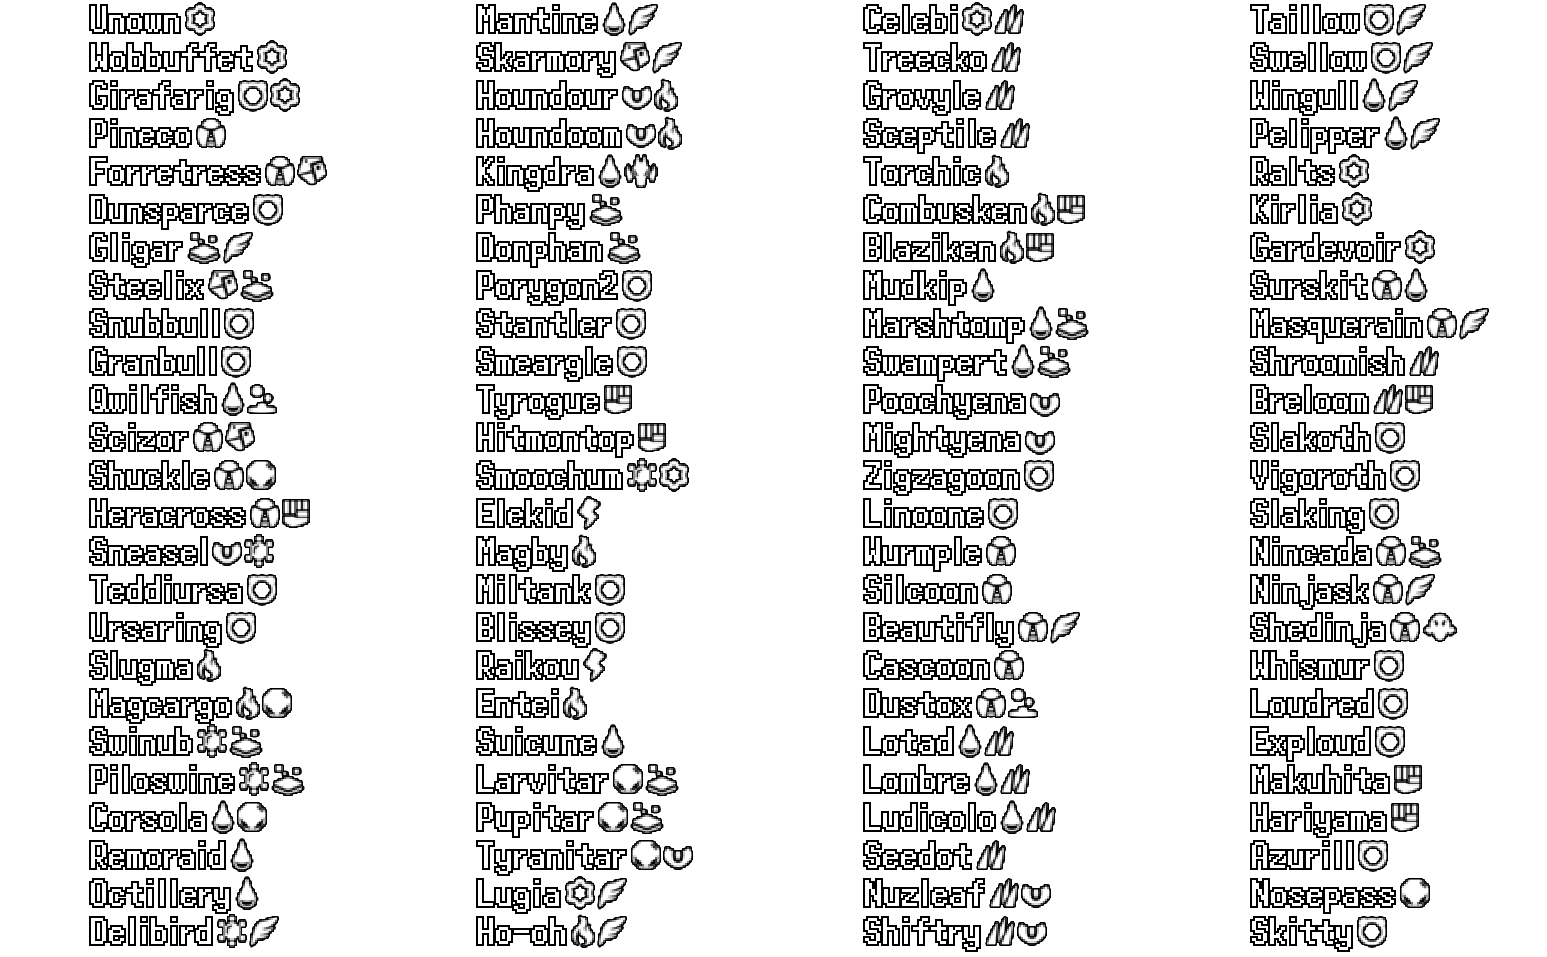 Unown
Wobbuffet
Girafarig
Pineco
Forretress
Dunsparce
Gligar
Steelix
Snubbull
Granbull
Qwilfish
Scizor
Shuckle
Heracross
Sneasel
Teddiursa
Ursaring
Slugma
Magcargo
Swinub
Piloswine
Corsola
Remoraid
Octillery
Delibird
Mantine
Skarmory
Houndour
Houndoom
Kingdra
Phanpy
Donphan
Porygon2
Stantler
Smeargle
Tyrogue
Hitmontop
Smoochum
Elekid
Magby
Miltank
Blissey
Raikou
Entei
Suicune
Larvitar
Pupitar
Tyranitar
Lugia
Ho-oh
Celebi
Treecko
Grovyle
Sceptile
Torchic
Combusken
Blaziken
Mudkip
Marshtomp
Swampert
Poochyena
Mightyena
Zigzagoon
Linoone
Wurmple
Silcoon
Beautifly
Cascoon
Dustox
Lotad
Lombre
Ludicolo
Seedot
Nuzleaf
Shiftry
Taillow
Swellow
Wingull
Pelipper
Ralts
Kirlia
Gardevoir
Surskit
Masquerain
Shroomish
Breloom
Slakoth
Vigoroth
Slaking
Nincada
Ninjask
Shedinja
Whismur
Loudred
Exploud
Makuhita
Hariyama
Azurill
Nosepass
Skitty